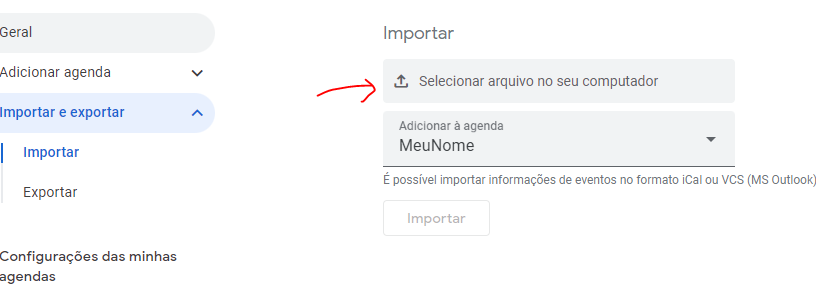 Geral
Adicionar agenda
Importar e exportar
Importar
Exportar
Configurações das minhas
agendas
Importar
Selecionar arquivo no seu computador
Adicionar à agenda
MeuNome
É possível importar informações de eventos no formato iCal ou VCS (MS Outlook)
Importar